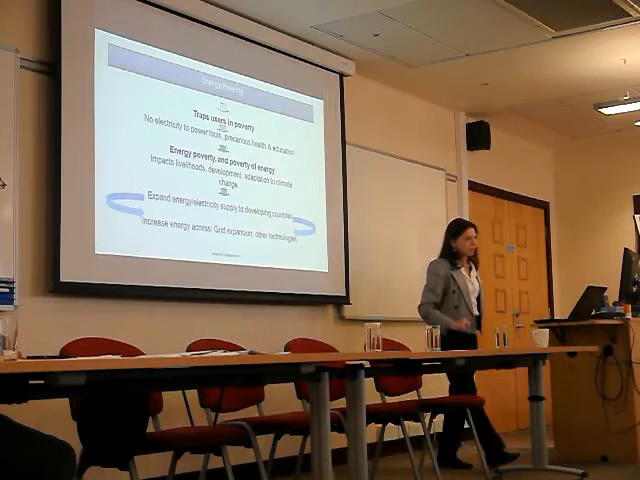 Energy Poverty
Traps users in poverty
No electricity to power tools, precarious health & education
Energy poverty, and poverty of energy
Impacts livelihoods, development, adaptation to climate
change
Expand energy/electricity supply to developing countries
Increase energy access: Grid expansion, other technologies